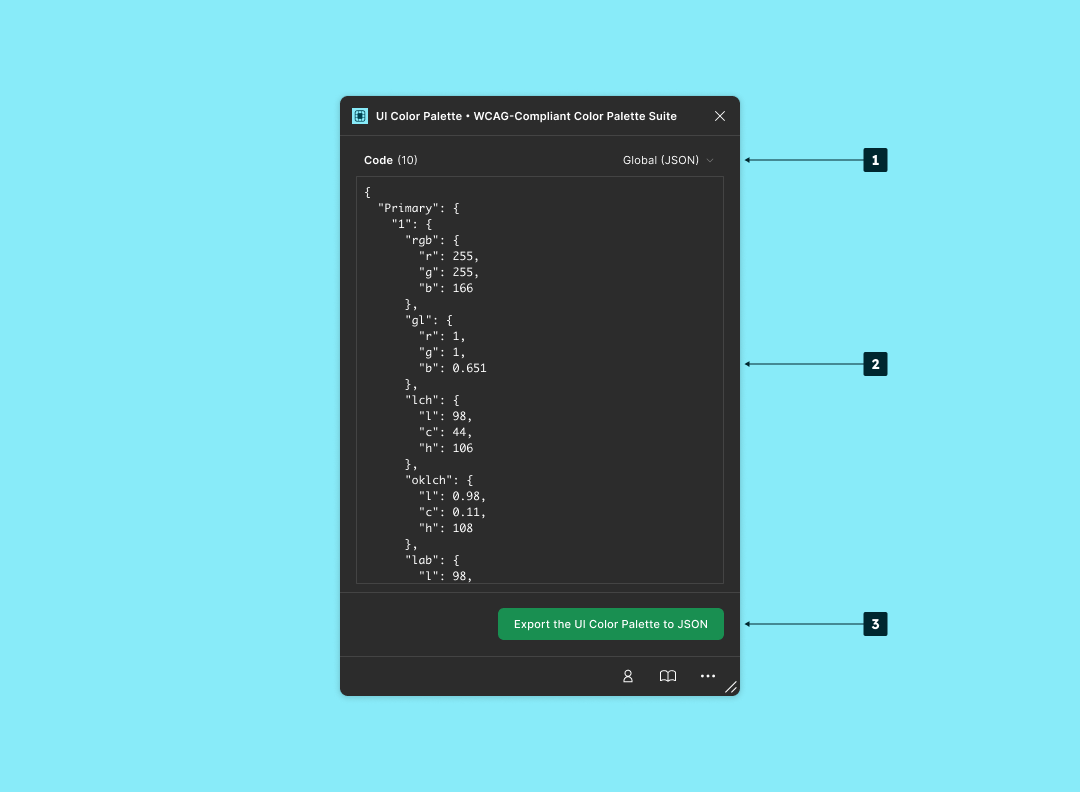 UI Color Palette • WCAG-Compliant Color Palette Suite
Code (10) Global (JSON)
1
{
"Primary": {
"1": {
"rgb": {
"r": 255,
"g": 255,
"b": 166
},
"gl": {
"r": 1,
"g": 1,
"b": 0.651
},
"lch": {
"l": 98,
"c": 44,
"h": 106
},
"oklch": {
"l": 0.98,
"c": 0.11,
"h": 108
},
"lab": {
"l": 98,
2
Export the UI Color Palette to JSON
3